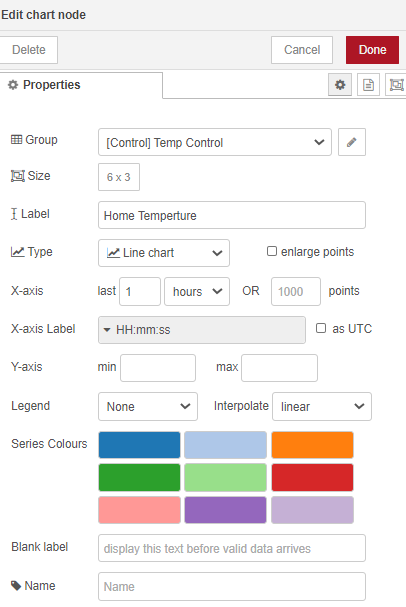 Edit chart node
Delete Cancel Done
Properties
Group [Control] Temp Control
Size 6 x 3
Label Home Temperture
Type Line chart enlarge points
X-axis last 1 hours OR 1000 points
X-axis Label HH:mm:ss as UTC
Y-axis min max
Legend None Interpolate linear
Series Colours
Blank label display this text before valid data arrives
Name Name